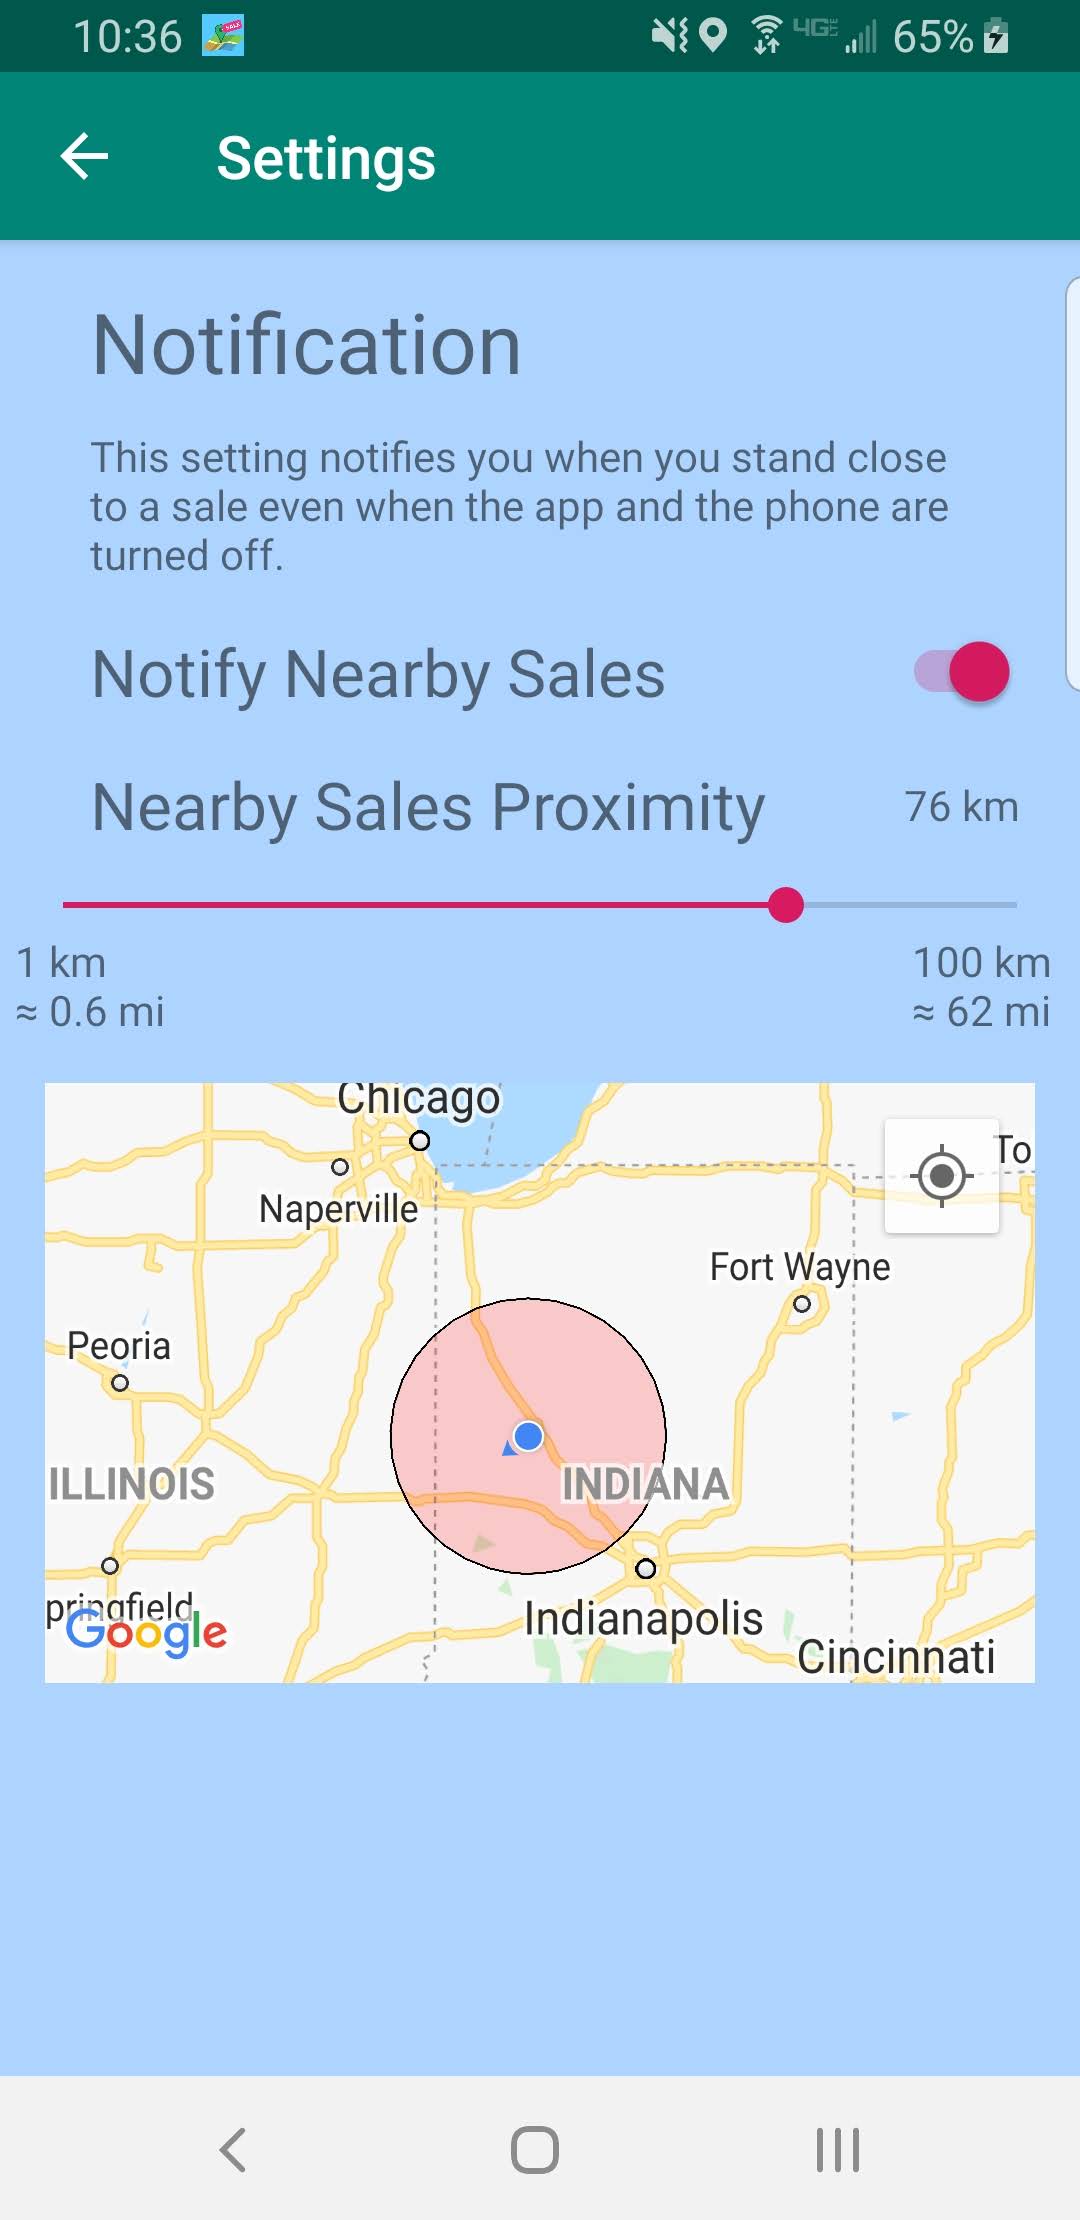 10:36 SALE 4GE 65%
Settings
Notification
This setting notifies you when you stand close
to a sale even when the app and the phone are
turned off.
Notify Nearby Sales
Nearby Sales Proximity 76 km
1 km 100 km
≈ 0.6 mi ≈ 62 mi
Chicago
To
Naperville
Fort Wayne
Peoria
ILLINOIS INDIANA
pringfield
Google
Indianapolis
Cincinnati